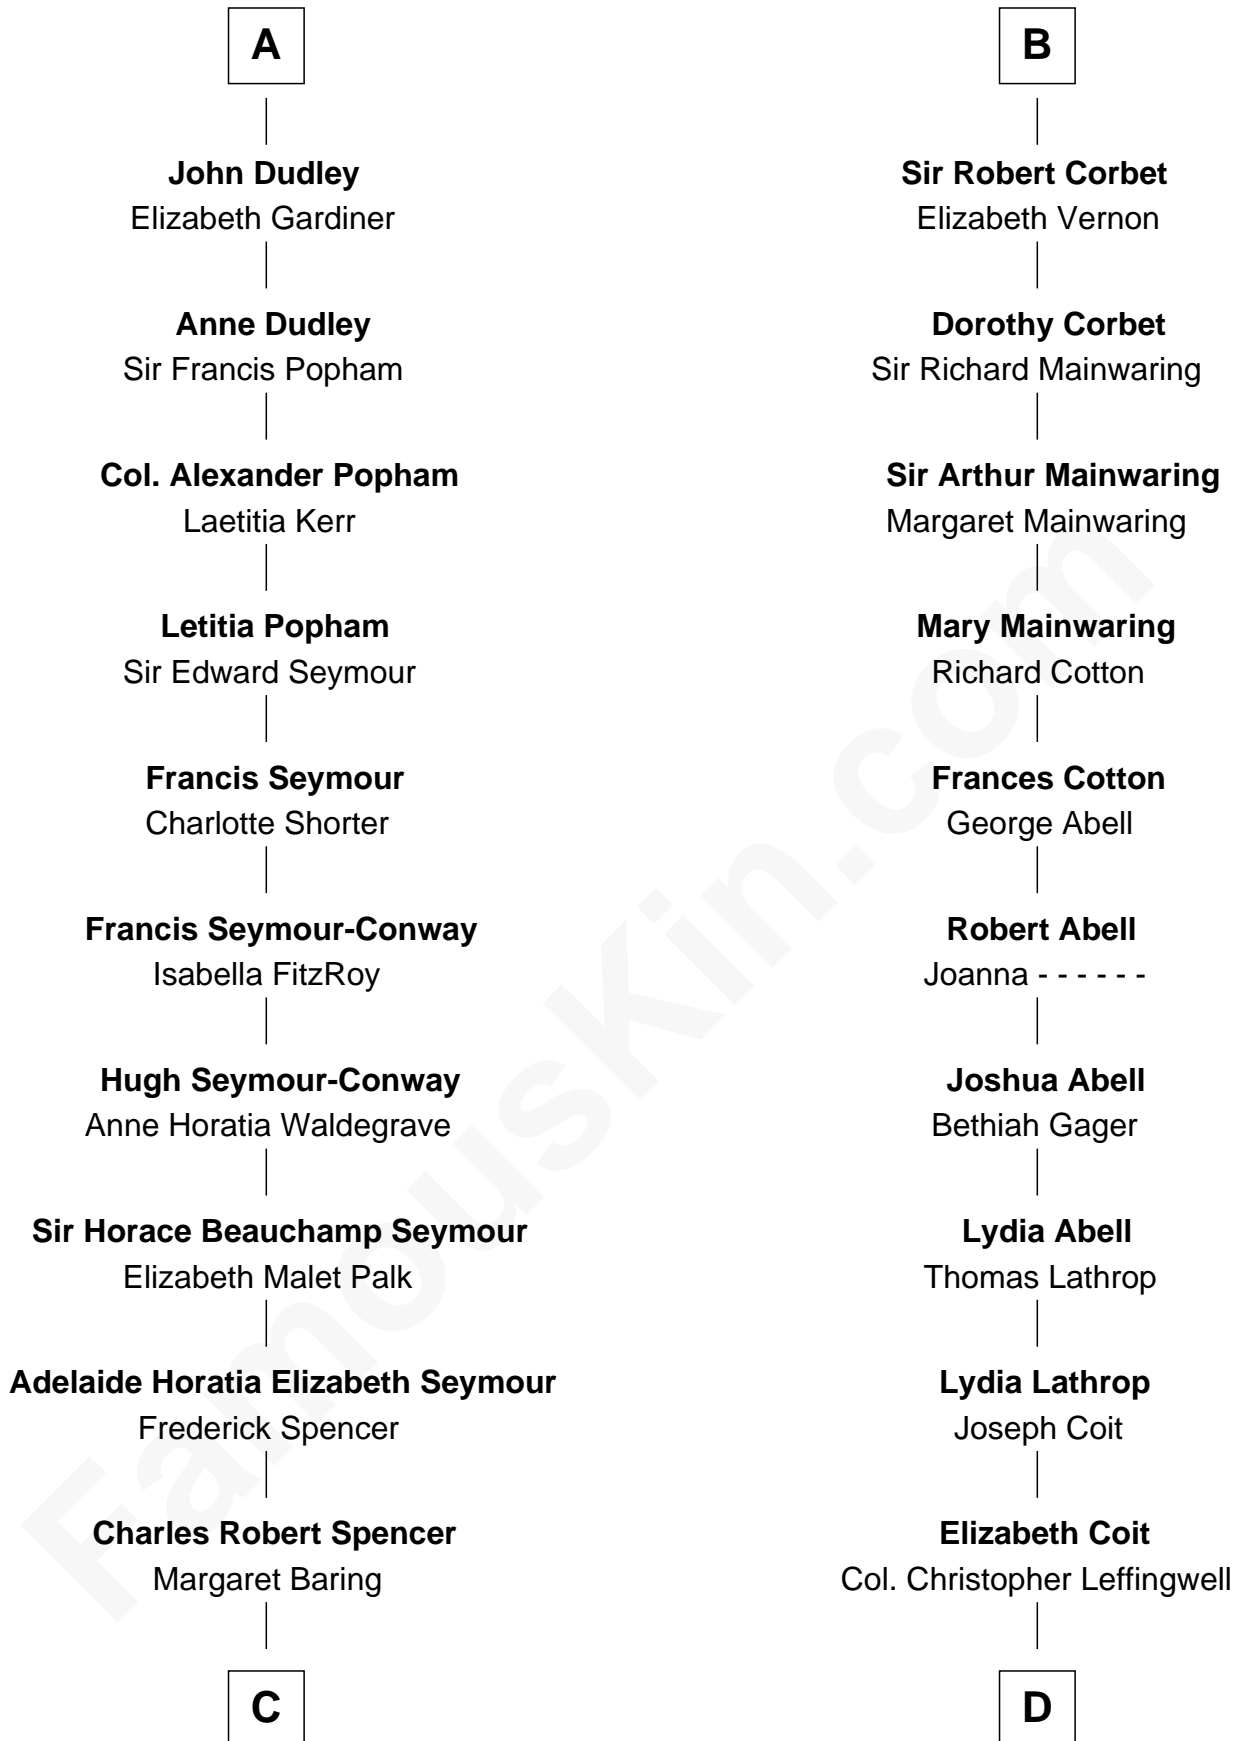 A
John Dudley
Elizabeth Gardiner
Anne Dudley
Sir Francis Popham
Col. Alexander Popham
Laetitia Kerr
Letitia Popham
Sir Edward Seymour
Francis Seymour
Charlotte Shorter
Francis Seymour-Conway
Isabella FitzRoy
Hugh Seymour-Conway
Anne Horatia Waldegrave
Sir Horace Beauchamp Seymour
Elizabeth Malet Palk
Adelaide Horatia Elizabeth Seymour
Frederick Spencer
Charles Robert Spencer
Margaret Baring
C
B
Sir Robert Corbet
Elizabeth Vernon
Dorothy Corbet
Sir Richard Mainwaring
Sir Arthur Mainwaring
Margaret Mainwaring
Mary Mainwaring
Richard Cotton
Frances Cotton
George Abell
Robert Abell
Joanna - - - - - -
Joshua Abell
Bethiah Gager
Lydia Abell
Thomas Lathrop
Lydia Lathrop
Joseph Coit
Elizabeth Coit
Col. Christopher Leffingwell
D
FamousKin.com